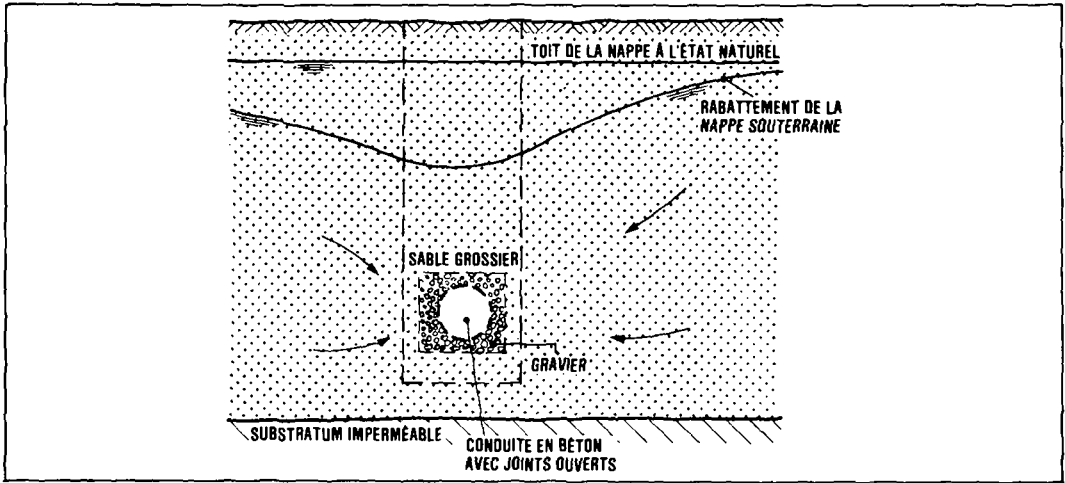 TOIT DE LA NAPPE À L'ÉTAT NATUREL
RABATTEMENT DE LA
NAPPE SOUTERRAINE
SABLE GROSSIER
GRAVIER
SUBSTRATUM IMPERMÉABLE
CONDUITE EN BÉTON
AVEC JOINTS OUVERTS